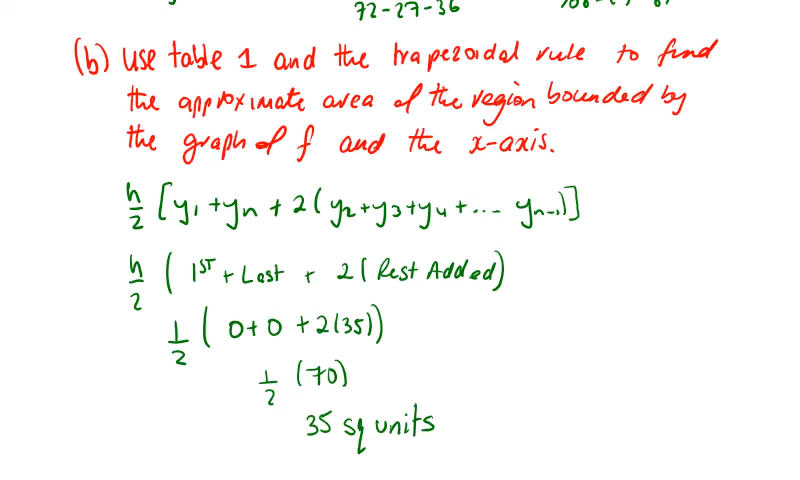 72-27-36
(b) Use table 1 and the trapezoidal rule to find
the approximate area of the region bounded by
the graph of f and the x-axis.
h/2 [y₁ + yn + 2(y₂+y₃+y₄+... yn-1)]
h/2 ( 1ST + Last + 2(Rest Added)
1/2 ( 0+0 +2(35))
1/2 (70)
35 sq units